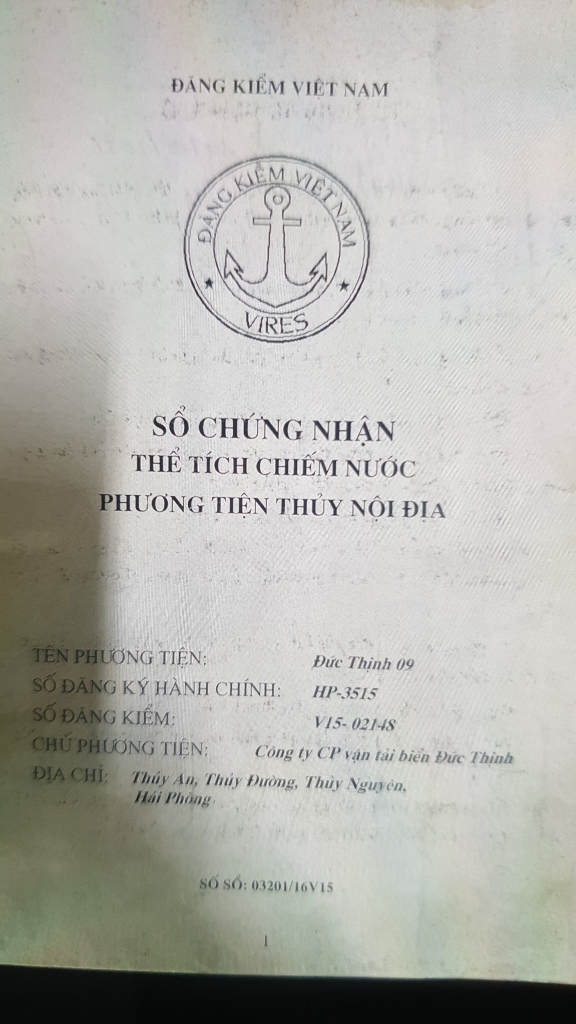 ĐĂNG KIỂM VIỆT NAM
ĐĂNG KIỂM VIỆT NAM
VIRES
SỔ CHỨNG NHẬN
THỂ TÍCH CHIẾM NƯỚC
PHƯƠNG TIỆN THỦY NỘI ĐỊA
TÊN PHƯƠNG TIỆN: Đức Thịnh 09
SỐ ĐĂNG KÝ HÀNH CHÍNH: HP-3515
SỐ ĐĂNG KIỂM: V15- 02148
CHỦ PHƯƠNG TIỆN: Công ty CP vận tải biển Đức Thịnh
ĐỊA CHỈ: Thúy An, Thủy Đường, Thủy Nguyên,
Hải Phòng
SỐ SỔ: 03201/16V15
1